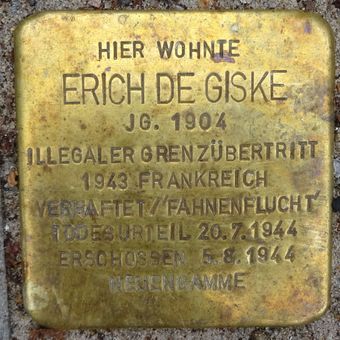 HIER WOHNTE
ERICH DE GISKE
JG. 1904
ILLEGALER GRENZÜBERTRITT
1943 FRANKREICH
VERHAFTET/'FAHNENFLUCHT'
TODESURTEIL 20.7.1944
ERSCHOSSEN 5.8.1944
NEUENGAMME